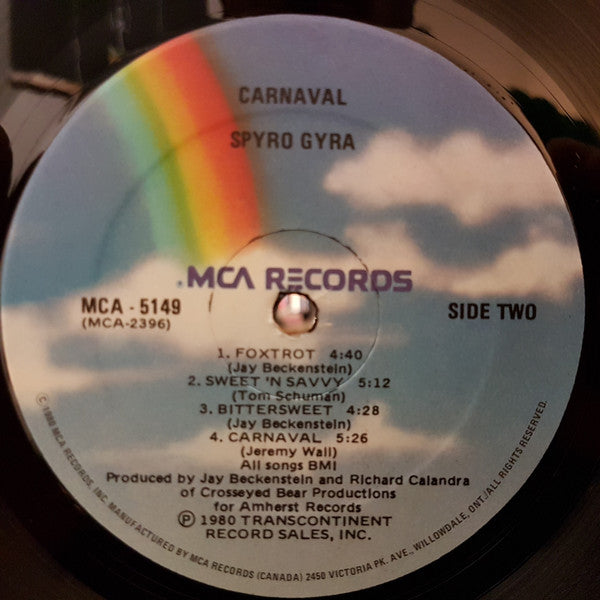 CARNAVAL
SPYRO GYRA
MCA RECORDS
MCA - 5149
(MCA-2396)
SIDE TWO
1. FOXTROT 4:40
(Jay Beckenstein)
2. SWEET 'N SAVVY 5:12
(Tom Schuman)
3. BITTERSWEET 4:28
(Jay Beckenstein)
4. CARNAVAL 5:26
(Jeremy Wall)
All songs BMI
Produced by Jay Beckenstein and Richard Calandra
of Crosseyed Bear Productions
for Amherst Records
℗ 1980 TRANSCONTINENT
RECORD SALES, INC.
© 1980 MCA RECORDS, INC. MANUFACTURED BY MCA RECORDS (CANADA) 2450 VICTORIA PK. AVE., WILLOWDALE, ONT./ALL RIGHTS RESERVED.